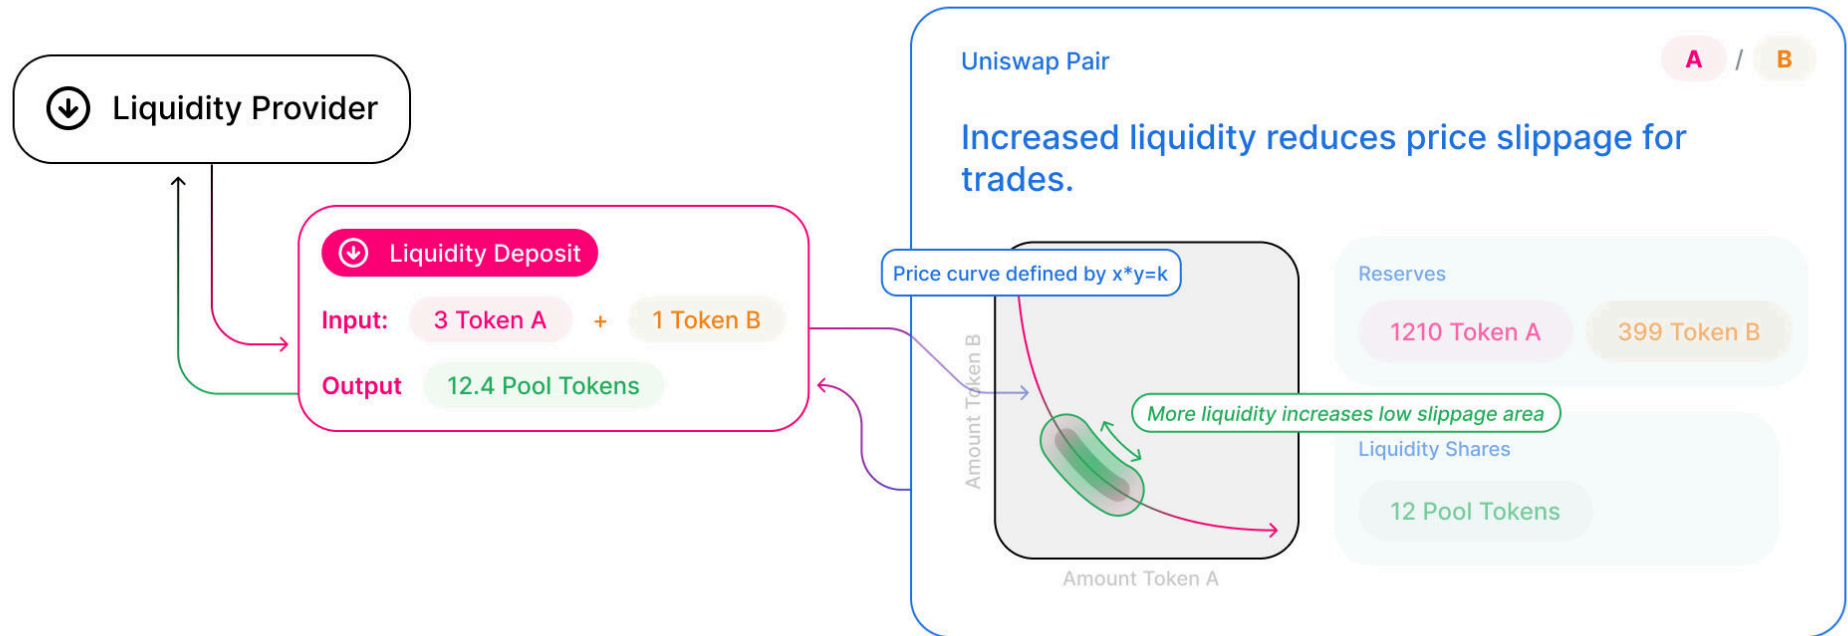 Liquidity Provider
Liquidity Deposit
Input: 3 Token A + 1 Token B
Output 12.4 Pool Tokens
Uniswap Pair
A / B
Increased liquidity reduces price slippage for
trades.
Price curve defined by x*y=k
Amount Token B
Amount Token A
More liquidity increases low slippage area
Reserves
1210 Token A 399 Token B
Liquidity Shares
12 Pool Tokens